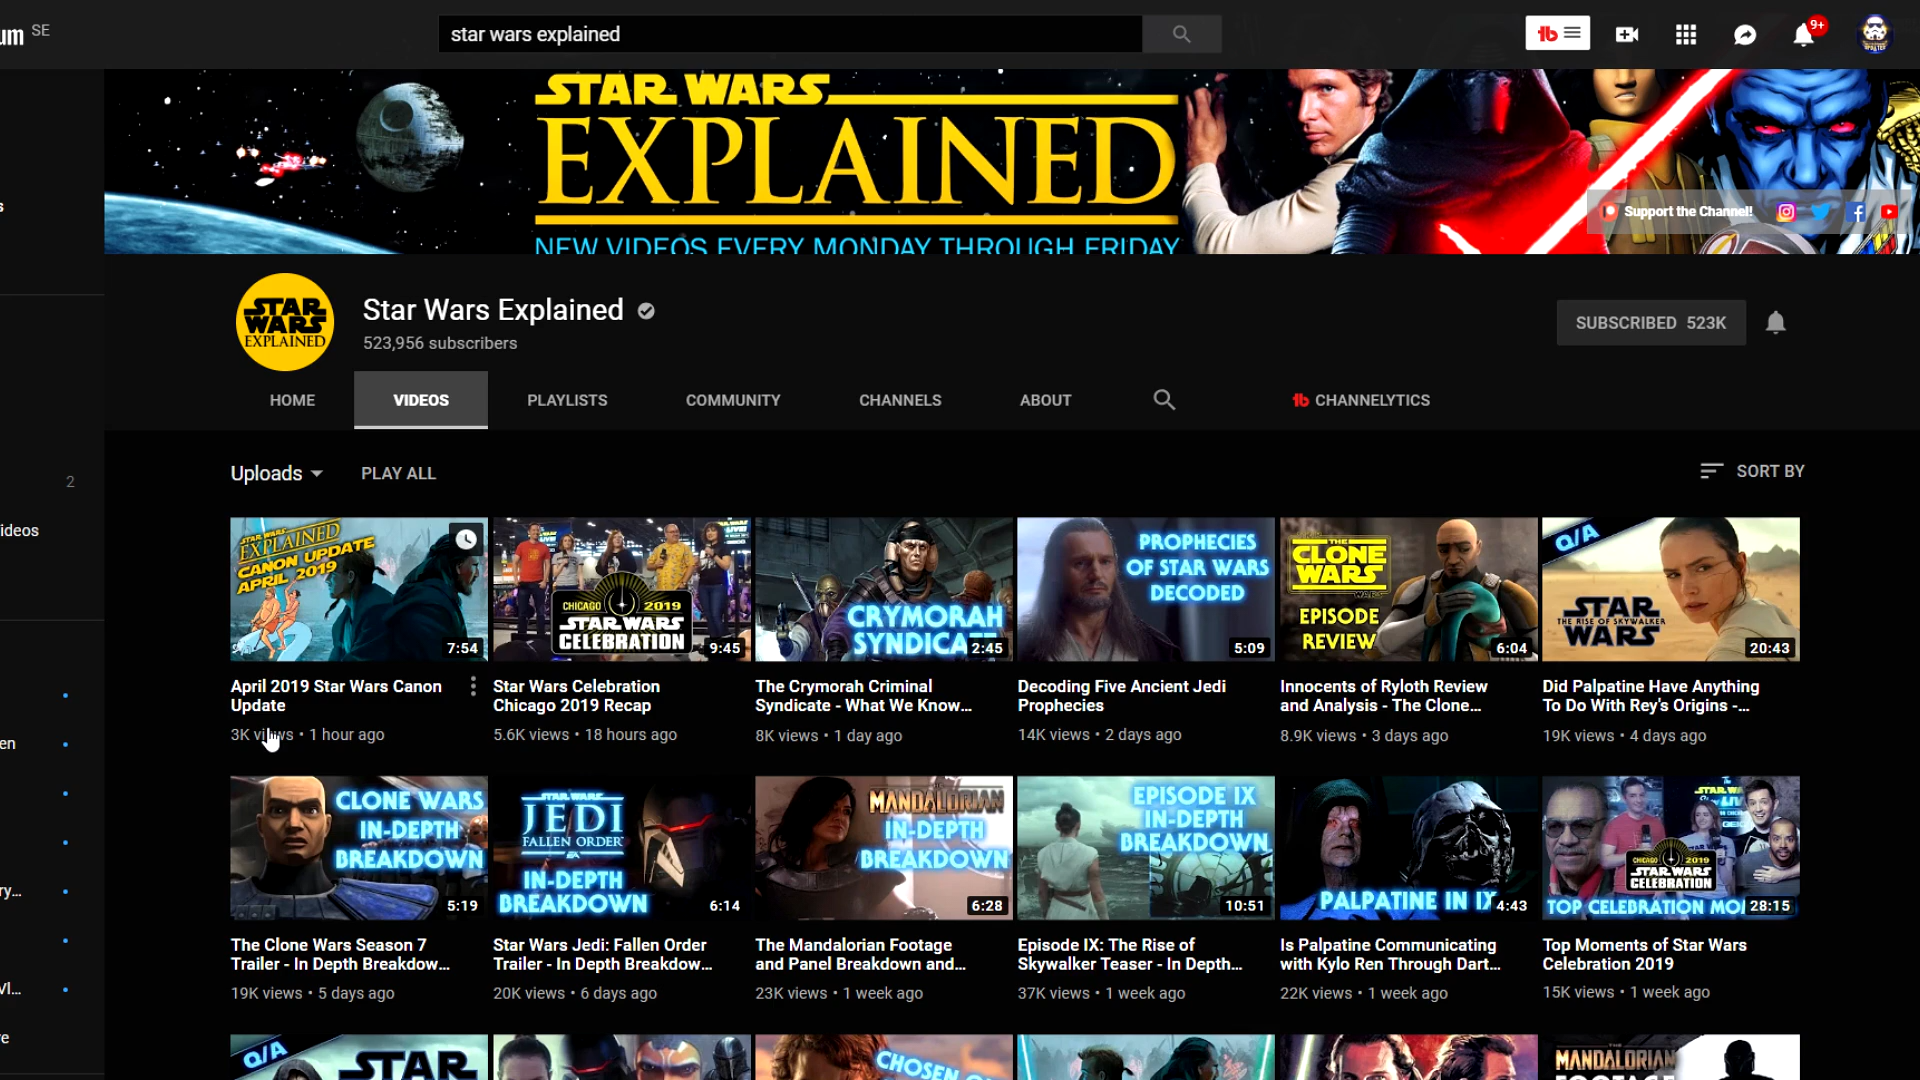 um SE
star wars explained
9+
STAR WARS
EXPLAINED
NEW VIDEOS EVERY MONDAY THROUGH FRIDAY
Support the Channel!
STAR WARS EXPLAINED
Star Wars Explained
523,956 subscribers
SUBSCRIBED 523K
HOME
VIDEOS
PLAYLISTS
COMMUNITY
CHANNELS
ABOUT
CHANNELYTICS
Uploads
PLAY ALL
SORT BY
2
ideos
STAR WARS
EXPLAINED
CANON UPDATE
APRIL 2019
7:54
CHICAGO 2019
STAR WARS
CELEBRATION
9:45
CRYMORAH
SYNDICATE
2:45
PROPHECIES
OF STAR WARS
DECODED
5:09
THE
CLONE
WARS
EPISODE
REVIEW
6:04
Q/A
STAR
THE RISE OF SKYWALKER
WARS
20:43
April 2019 Star Wars Canon
Update
3K views • 1 hour ago
Star Wars Celebration
Chicago 2019 Recap
5.6K views • 18 hours ago
The Crymorah Criminal
Syndicate - What We Know...
8K views • 1 day ago
Decoding Five Ancient Jedi
Prophecies
14K views • 2 days ago
Innocents of Ryloth Review
and Analysis - The Clone...
8.9K views • 3 days ago
Did Palpatine Have Anything
To Do With Rey's Origins -...
19K views • 4 days ago
en
CLONE WARS
IN-DEPTH
BREAKDOWN
5:19
STAR WARS
JEDI
FALLEN ORDER
EA
IN-DEPTH
BREAKDOWN
6:14
MANDALORIAN
IN-DEPTH
BREAKDOWN
6:28
EPISODE IX
IN-DEPTH
BREAKDOWN
10:51
PALPATINE IN IX
4:43
CHICAGO 2019
STAR WARS
CELEBRATION
TOP CELEBRATION MO
28:15
ry...
The Clone Wars Season 7
Trailer - In Depth Breakdow...
19K views • 5 days ago
Star Wars Jedi: Fallen Order
Trailer - In Depth Breakdow...
20K views • 6 days ago
The Mandalorian Footage
and Panel Breakdown and...
23K views • 1 week ago
Episode IX: The Rise of
Skywalker Teaser - In Depth...
37K views • 1 week ago
Is Palpatine Communicating
with Kylo Ren Through Dart...
22K views • 1 week ago
Top Moments of Star Wars
Celebration 2019
15K views • 1 week ago
VI...
e
Q/A
STAR
CHOSEN
MANDALORIAN
FOOTAGE